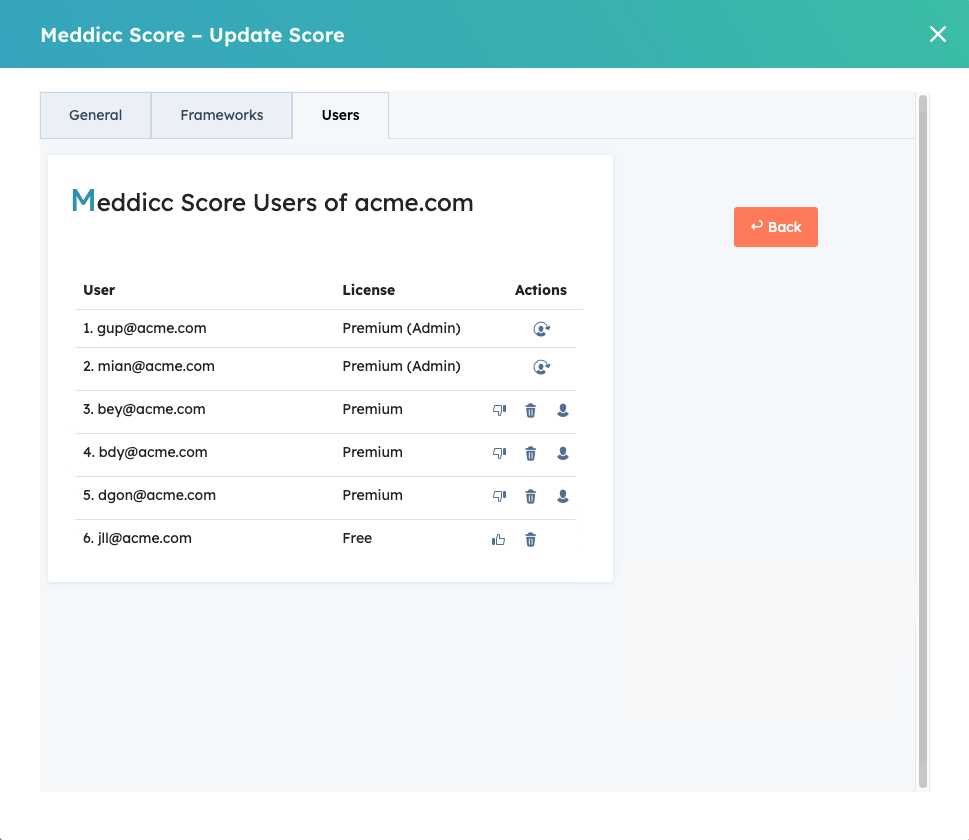 Meddicc Score – Update Score
General Frameworks Users
Meddicc Score Users of acme.com
Back
User License Actions
1. gup@acme.com Premium (Admin)
2. mian@acme.com Premium (Admin)
3. bey@acme.com Premium
4. bdy@acme.com Premium
5. dgon@acme.com Premium
6. jll@acme.com Free